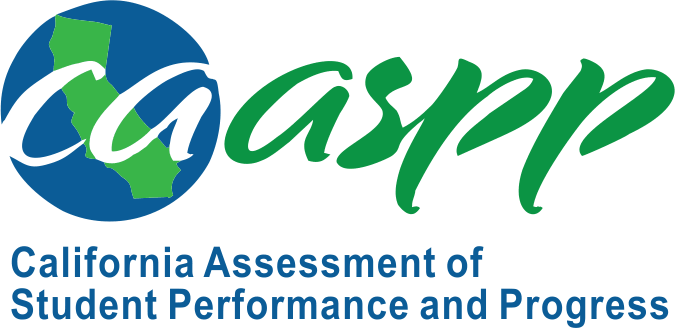 caaspp
California Assessment of
Student Performance and Progress